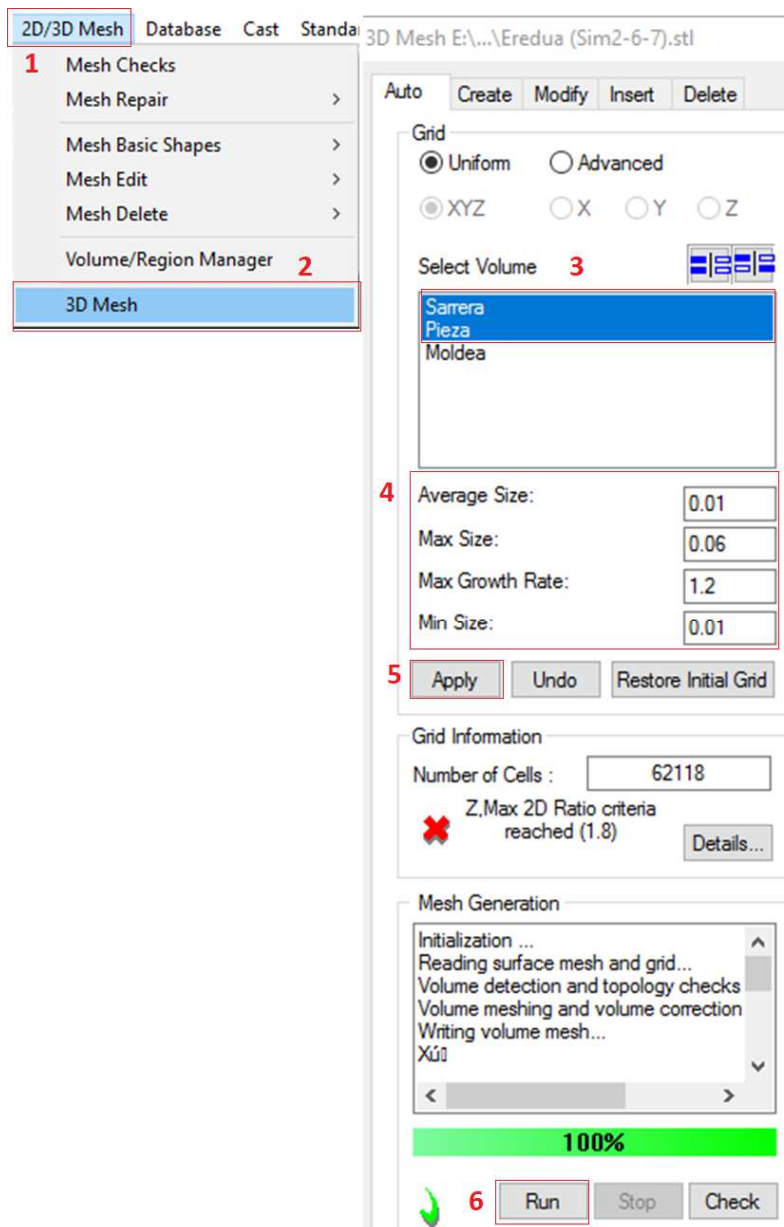 2D/3D Mesh Database Cast Standa
1
Mesh Checks
Mesh Repair
Mesh Basic Shapes
Mesh Edit
Mesh Delete
Volume/Region Manager
2
3D Mesh
3D Mesh E:\...\Eredua (Sim2-6-7).stl
Auto Create Modify Insert Delete
Grid
Uniform Advanced
XYZ X Y Z
Select Volume 3
Sarrera
Pieza
Moldea
4
Average Size: 0.01
Max Size: 0.06
Max Growth Rate: 1.2
Min Size: 0.01
5 Apply Undo Restore Initial Grid
Grid Information
Number of Cells : 62118
Z,Max 2D Ratio criteria
reached (1.8)
Details...
Mesh Generation
Initialization ...
Reading surface mesh and grid...
Volume detection and topology checks
Volume meshing and volume correction
Writing volume mesh...
Xú
100%
6 Run Stop Check